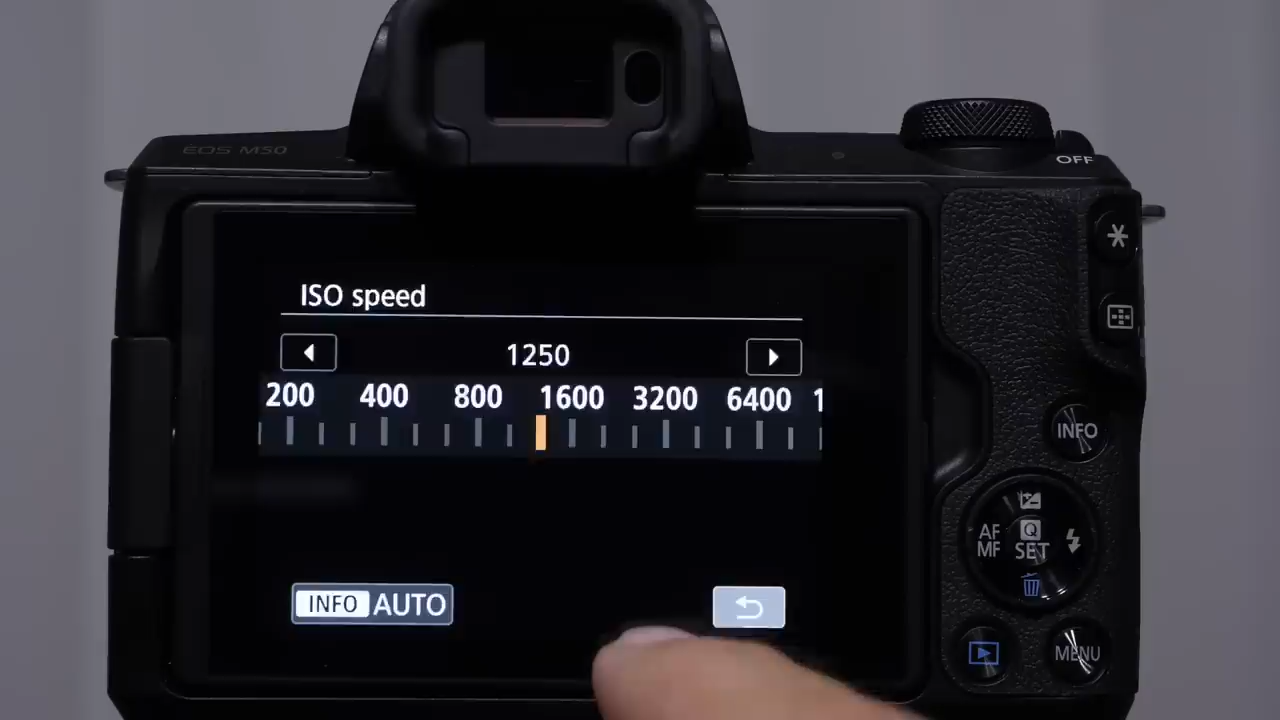 EOS M50
OFF
ISO speed
1250
200 400 800 1600 3200 6400 1
INFO
AF
MF
Q
SET
INFO AUTO
MENU